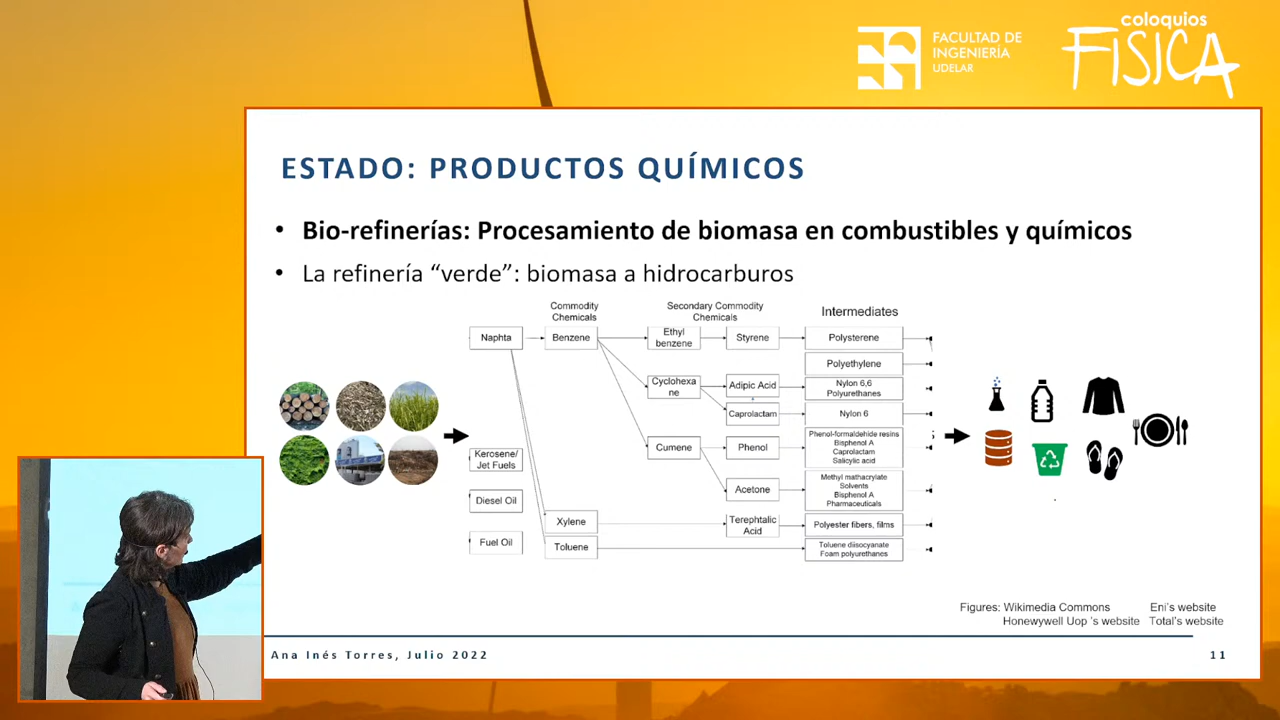 coloquios
FISICA
FACULTAD DE
INGENIERÍA
UDELAR
ESTADO: PRODUCTOS QUÍMICOS
• Bio-refinerías: Procesamiento de biomasa en combustibles y químicos
• La refinería “verde”: biomasa a hidrocarburos
Commodity
Chemicals
Secondary Commodity
Chemicals
Intermediates
Naphta
Benzene
Ethyl
benzene
Styrene
Polysterene
Polyethylene
Cyclohexa
ne
Adipic Acid
Nylon 6,6
Polyurethanes
Caprolactam
Nylon 6
Cumene
Phenol
Phenol-formaldehide resins
Bisphenol A
Caprolactam
Salicylic acid
Kerosene/
Jet Fuels
Acetone
Methyl mathacrylate
Solvents
Bisphenol A
Pharmaceuticals
Diesel Oil
Xylene
Terephtalic
Acid
Polyester fibers, films
Fuel Oil
Toluene
Toluene diisocyanate
Foam polyurethanes
Figures: Wikimedia Commons Eni's website
Honewywell Uop 's website Total's website
Ana Inés Torres, Julio 2022
11